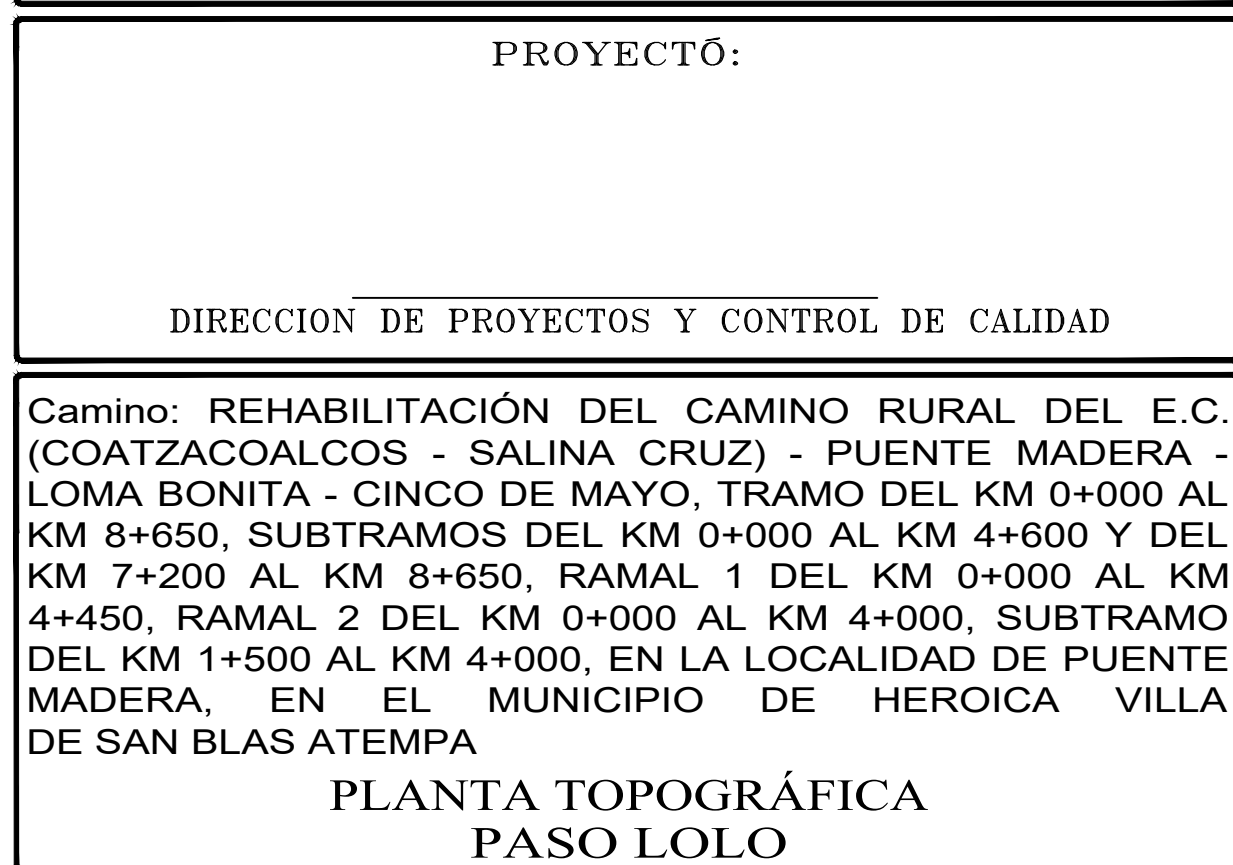 PROYECTÓ:
DIRECCION DE PROYECTOS Y CONTROL DE CALIDAD
Camino: REHABILITACIÓN DEL CAMINO RURAL DEL E.C.
(COATZACOALCOS - SALINA CRUZ) - PUENTE MADERA -
LOMA BONITA - CINCO DE MAYO, TRAMO DEL KM 0+000 AL
KM 8+650, SUBTRAMOS DEL KM 0+000 AL KM 4+600 Y DEL
KM 7+200 AL KM 8+650, RAMAL 1 DEL KM 0+000 AL KM
4+450, RAMAL 2 DEL KM 0+000 AL KM 4+000, SUBTRAMO
DEL KM 1+500 AL KM 4+000, EN LA LOCALIDAD DE PUENTE
MADERA, EN EL MUNICIPIO DE HEROICA VILLA
DE SAN BLAS ATEMPA
PLANTA TOPOGRÁFICA
PASO LOLO